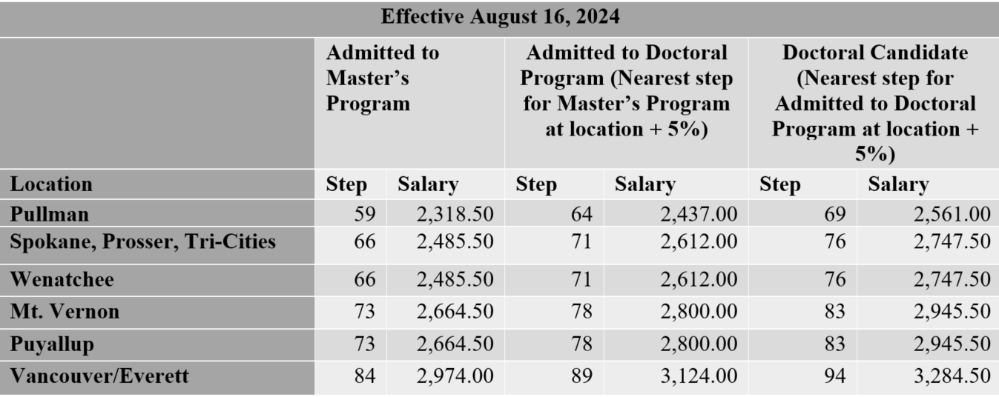 Effective August 16, 2024
Admitted to Master's Program
Admitted to Doctoral Program (Nearest step for Master's Program at location + 5%)
Doctoral Candidate (Nearest step for Admitted to Doctoral Program at location + 5%)
Location Step Salary Step Salary Step Salary
Pullman 59 2,318.50 64 2,437.00 69 2,561.00
Spokane, Prosser, Tri-Cities 66 2,485.50 71 2,612.00 76 2,747.50
Wenatchee 66 2,485.50 71 2,612.00 76 2,747.50
Mt. Vernon 73 2,664.50 78 2,800.00 83 2,945.50
Puyallup 73 2,664.50 78 2,800.00 83 2,945.50
Vancouver/Everett 84 2,974.00 89 3,124.00 94 3,284.50